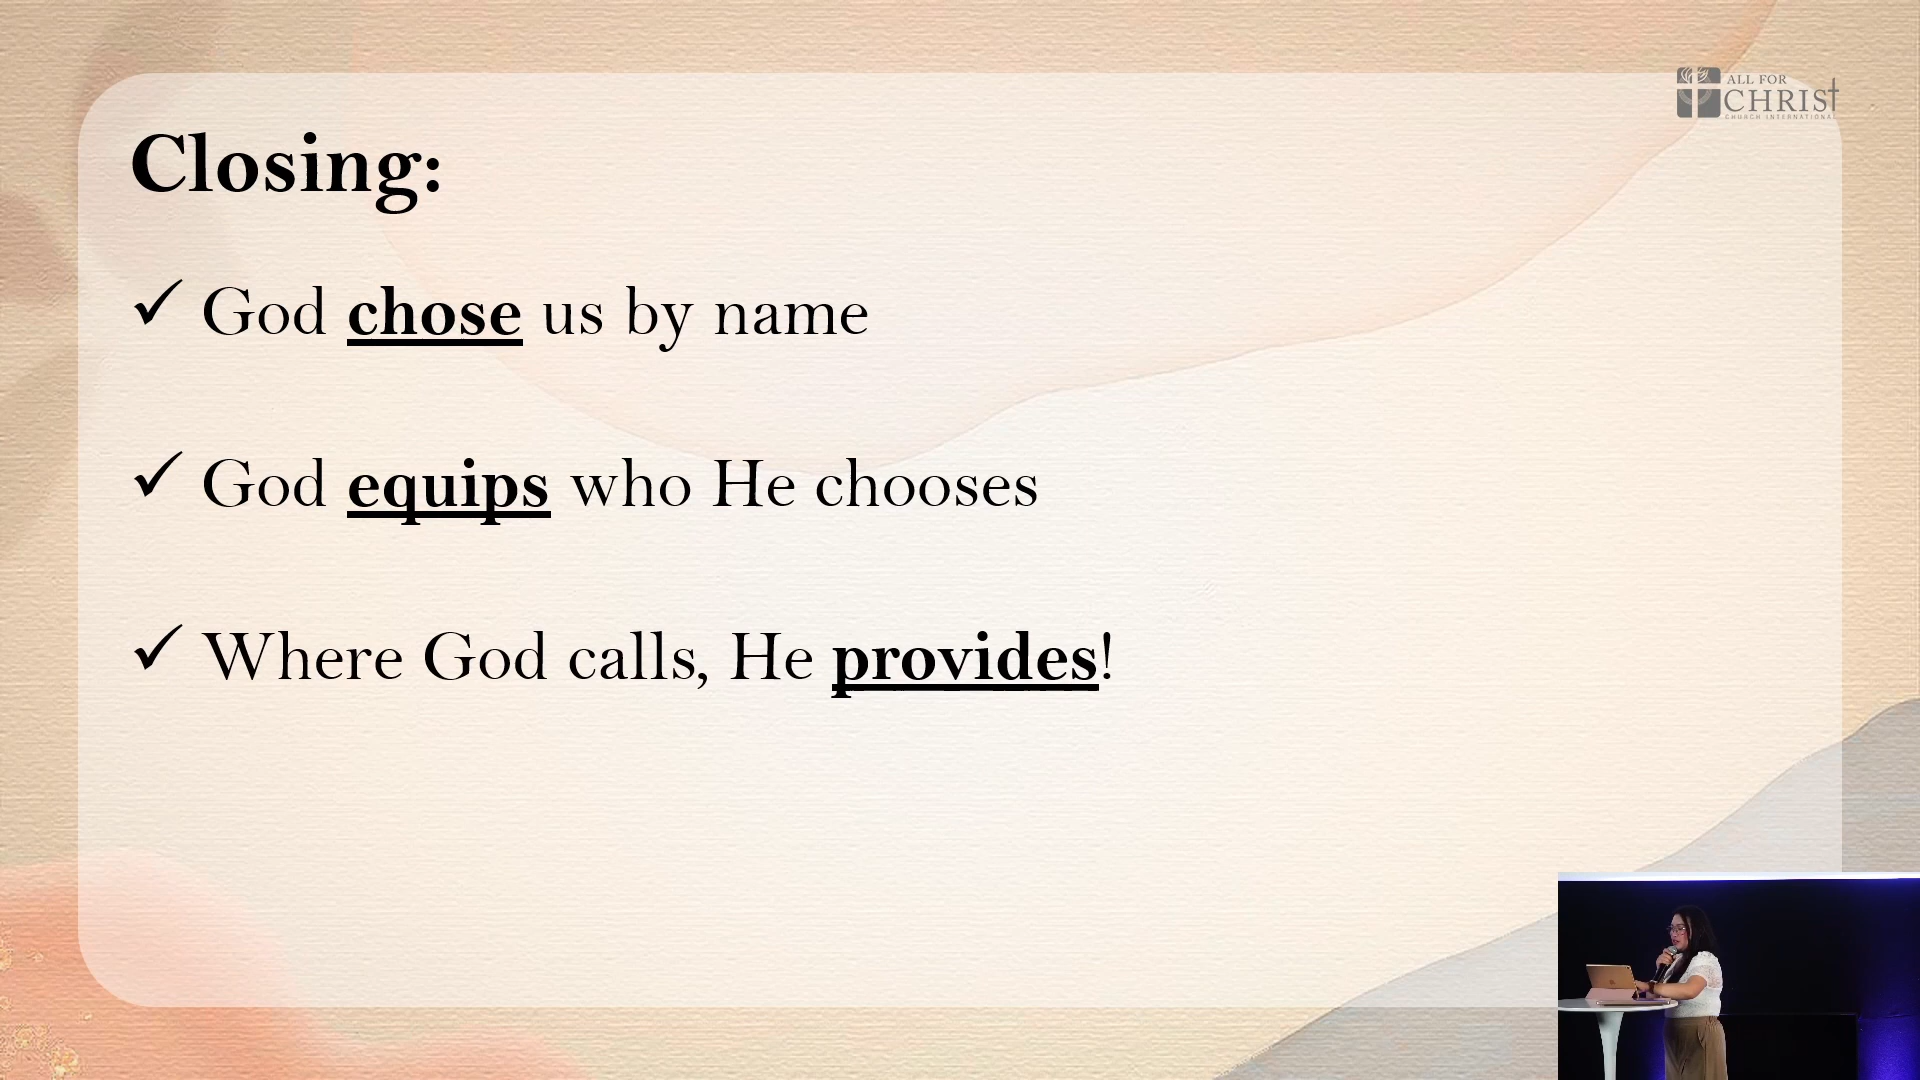 ALL FOR
CHRIST
CHURCH INTERNATIONAL
Closing:
✓ God chose us by name
✓ God equips who He chooses
✓ Where God calls, He provides!